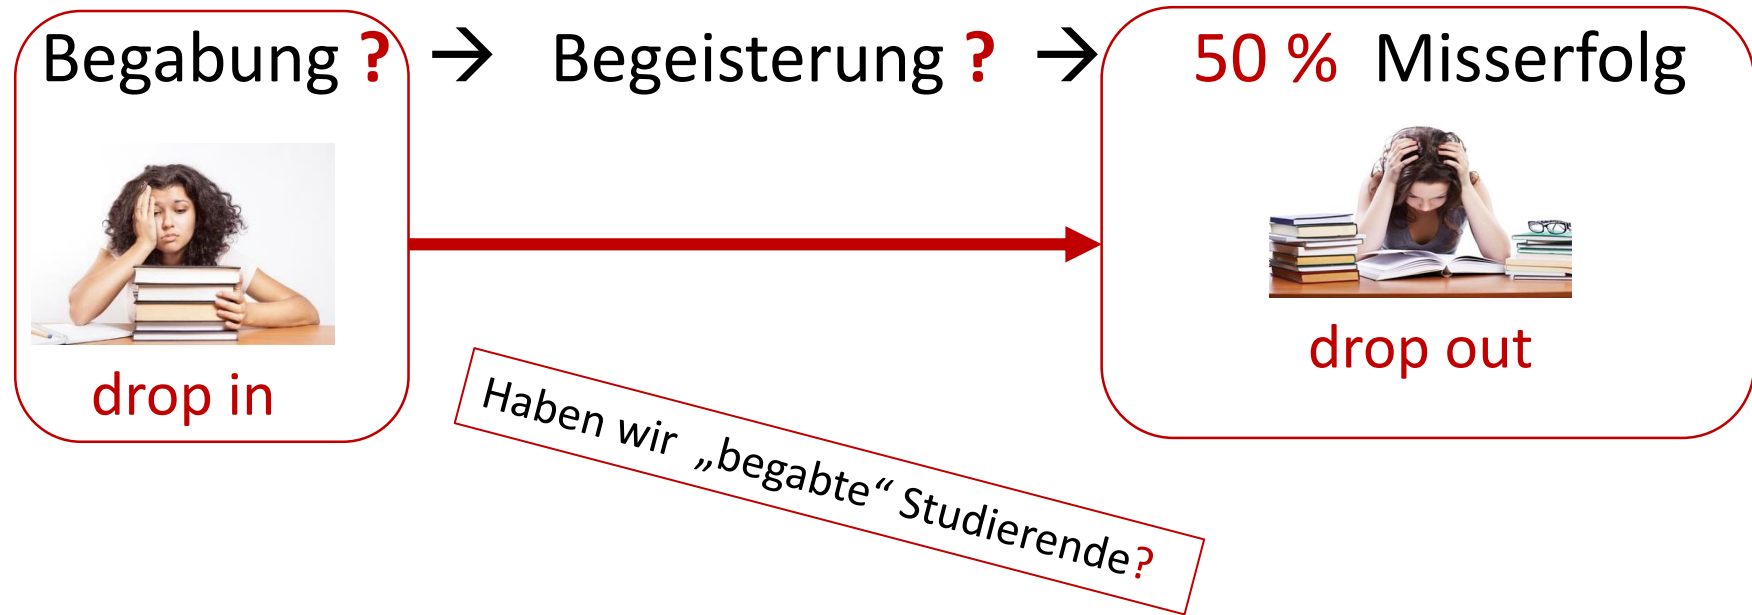 Begabung ? → Begeisterung ? → 50 % Misserfolg
drop in
drop out
Haben wir „begabte“ Studierende?